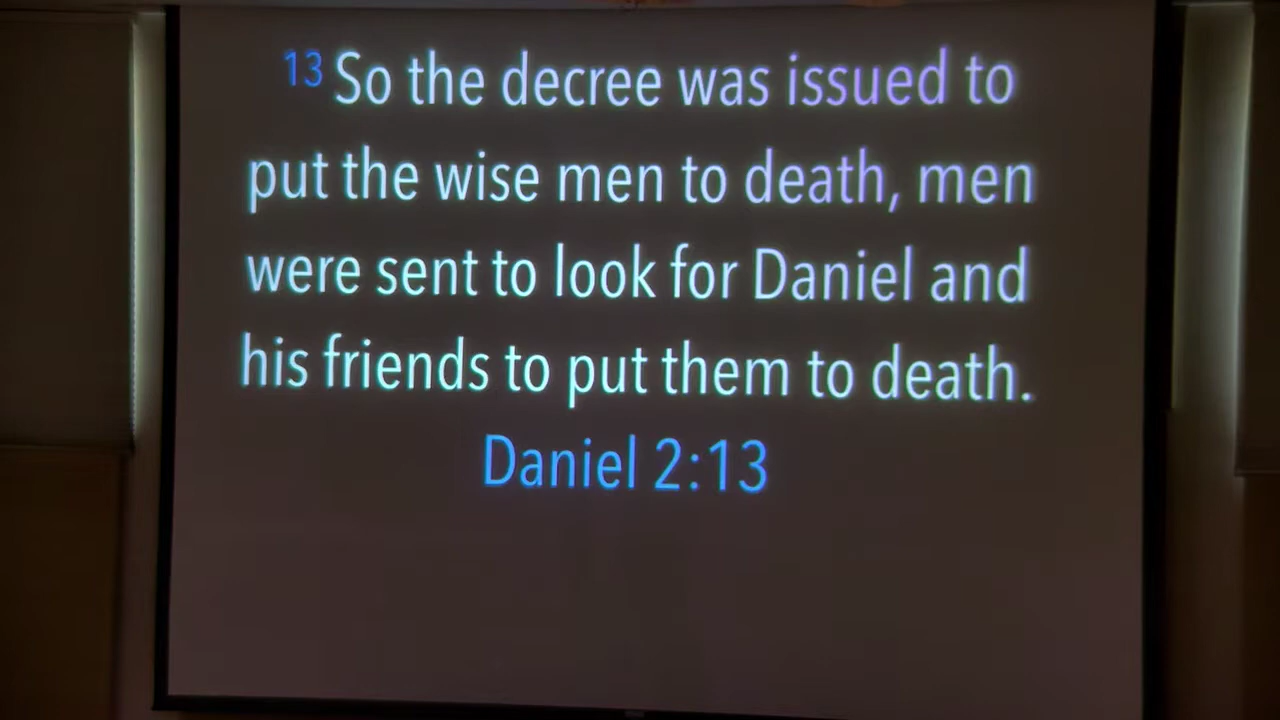 13 So the decree was issued to
put the wise men to death, men
were sent to look for Daniel and
his friends to put them to death.
Daniel 2:13